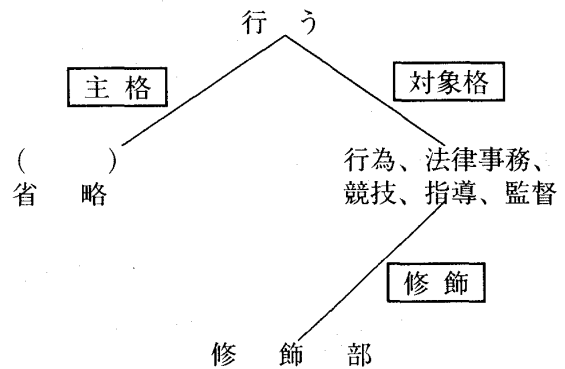 行う
主格
対象格
( )
省略
行為、法律事務、
競技、指導、監督
修飾
修飾部